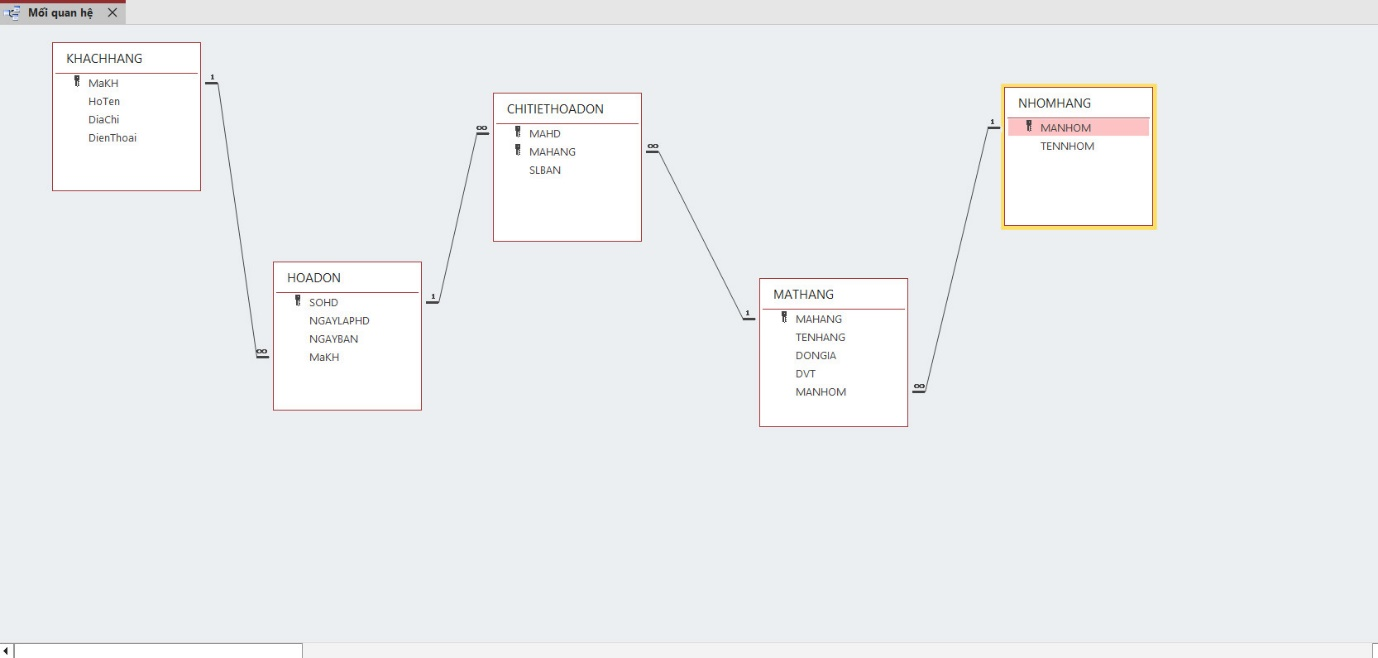 Mối quan hệ
KHACHHANG
MaKH
HoTen
DiaChi
DienThoai
1
∞
HOADON
SOHD
NGAYLAPHD
NGAYBAN
MaKH
1
∞
CHITIETHOADON
MAHD
MAHANG
SLBAN
∞
1
MATHANG
MAHANG
TENHANG
DONGIA
DVT
MANHOM
∞
1
NHOMHANG
MANHOM
TENNHOM